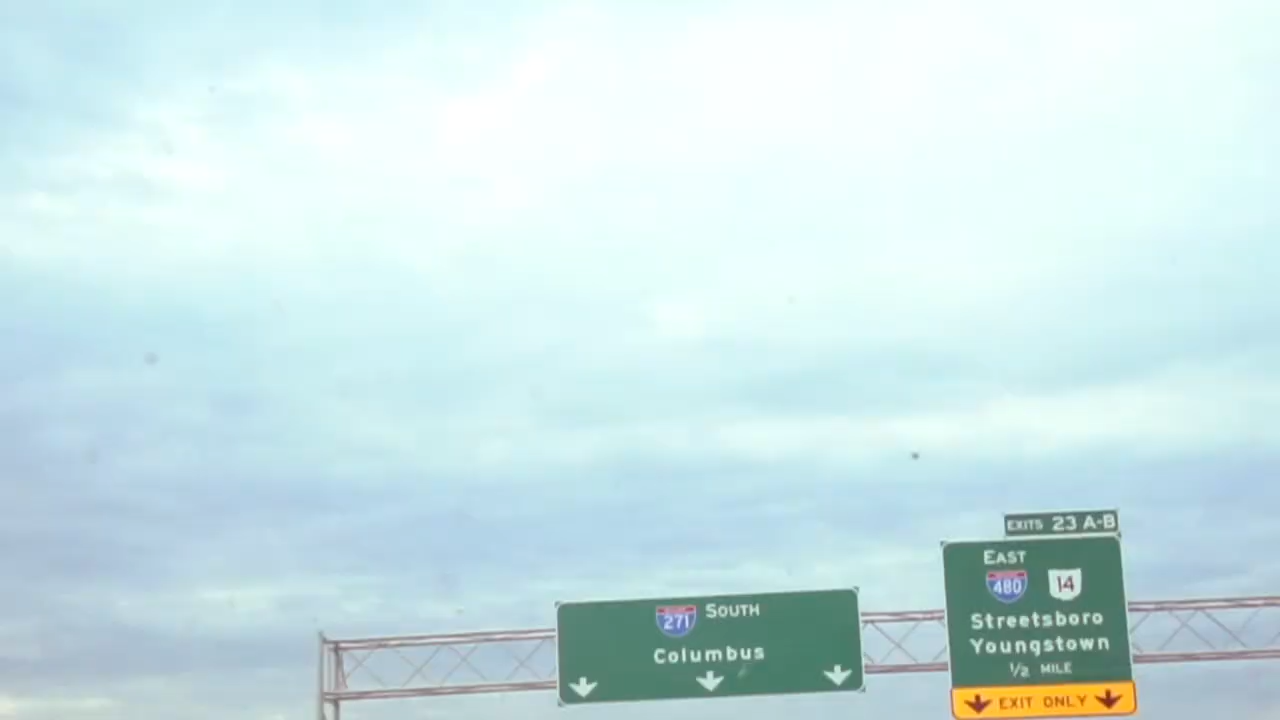 271 SOUTH
Columbus
EXITS 23 A-B
EAST
480 14
Streetsboro
Youngstown
1/2 MILE
EXIT ONLY